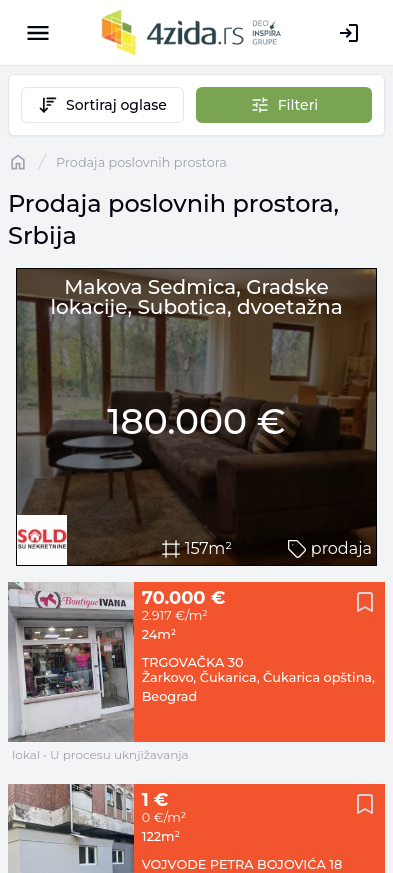 4zida.rs
DEO
INSPIRA
GRUPE
Sortiraj oglase
Filteri
/ Prodaja poslovnih prostora
Prodaja poslovnih prostora,
Srbija
Makova Sedmica, Gradske
lokacije, Subotica, dvoetažna
180.000 €
SOLD
SU NEKRETNINE
157m²
prodaja
Boutique IVANA
70.000 €
2.917 €/m²
24m²
TRGOVAČKA 30
Žarkovo, Čukarica, Čukarica opština,
Beograd
lokal • U procesu uknjižavanja
1 €
0 €/m²
122m²
VOJVODE PETRA BOJOVIĆA 18